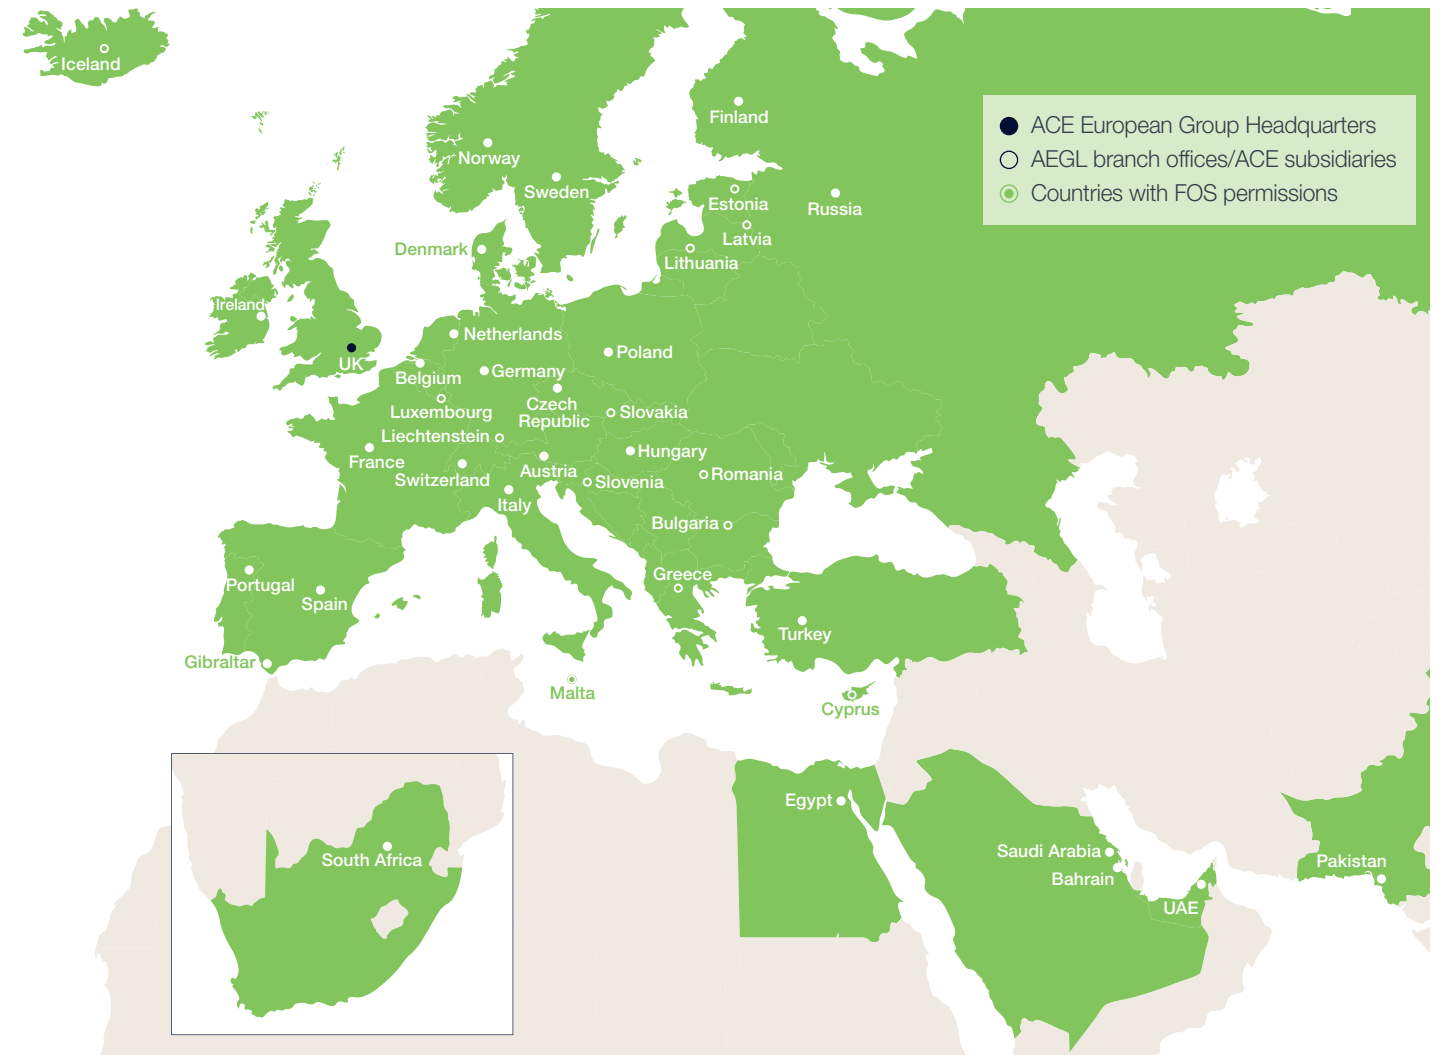 Iceland
Finland
ACE European Group Headquarters
AEGL branch offices/ACE subsidiaries
Countries with FOS permissions
Norway
Sweden
Estonia
Russia
Latvia
Denmark
Lithuania
Ireland
Netherlands
UK
Poland
Belgium
Germany
Luxembourg
Czech
Republic
Slovakia
Liechtenstein
France
Hungary
Switzerland
Austria
Romania
Slovenia
Italy
Bulgaria
Greece
Portugal
Spain
Turkey
Gibraltar
Malta
Cyprus
Egypt
South Africa
Saudi Arabia
Bahrain
Pakistan
UAE